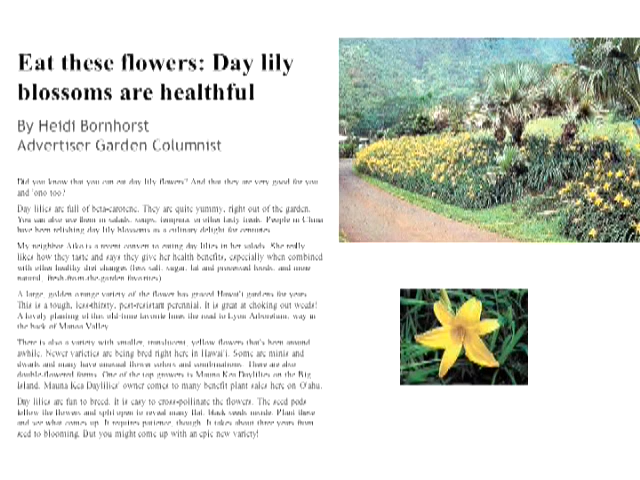 Eat these flowers: Day lily
blossoms are healthful
By Heidi Bornhorst
Advertiser Garden Columnist
Did you know that you can eat day lily flowers? And that they are very good for you
and 'ono too?
Day lilies are full of beta-carotene. They are quite yummy, right out of the garden.
You can also use them in salads, soups, tempura, or other tasty foods. People in China
have been relishing day lily blossoms as a culinary delight for centuries.
My neighbor Aiko is a recent convert to eating day lilies in her salads. She really
likes how they taste and says they give her health benefits, especially when combined
with other healthy diet changes (less salt, sugar, fat and processed foods, and more
natural, fresh-from-the-garden favorites).
A large, golden orange variety of the flower has graced Hawai'i gardens for years.
This is a tough, less-thirsty, pest-resistant perennial. It is great at choking out weeds!
A lovely planting of this old-time favorite lines the road to Lyon Arboretum, way in
the back of Manoa Valley.
There is also a variety with smaller, translucent, yellow flowers that's been around
awhile. Newer varieties are being bred right here in Hawai'i. Some are minis and
dwarfs and many have unusual flower colors and combinations. There are also
double-flowered forms. One of the top growers is Mauna Kea Daylilies on the Big
Island. Mauna Kea Daylilies' owner comes to many benefit plant sales here on O'ahu.
Day lilies are fun to breed. It is easy to cross-pollinate the flowers. The seed pods
follow the flowers and split open to reveal many flat, black seeds inside. Plant these
and see what comes up. It requires patience, though. It takes about three years from
seed to blooming. But you might come up with an epic new variety!